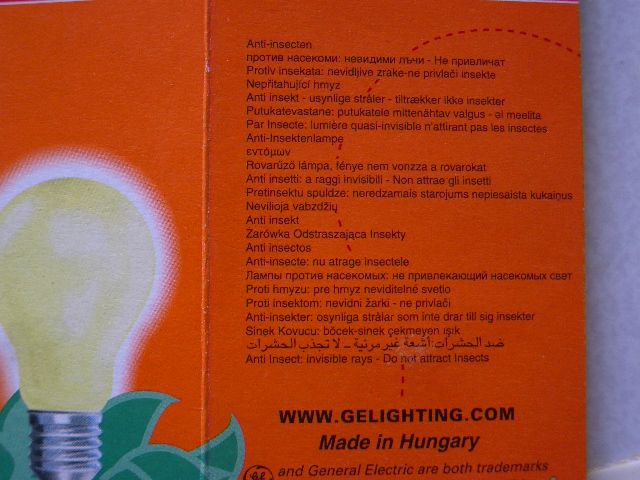 Anti-insecten
против насекоми: невидими лъчи - Не привличат
Protiv insekata: nevidijive zrake-ne privlači insekte
Nepřitahující hmyz
Anti insekt - usynlige stråler - tiltrækker ikke insekter
Putukatevastane: putukatele mittenähtav valgus - ei meelita
Par Insecte: lumière quasi-invisible n'attirant pas les insectes
Anti-Insektenlampe
εντόμων
Rovarűző lámpa, fénye nem vonzza a rovarokat
Anti insetti: a raggi invisibili - Non attrae gli insetti
Pretinsektu spuldze: neredzamais starojums nepiesaista kukaiņus
Nevilioja vabzdžių
Anti insekt
Żarówka Odstraszająca Insekty
Anti insectos
Anti-insecte: nu atrage insectele
Лампы против насекомых: не привлекающий насекомых свет
Proti hmyzu: pre hmyz neviditelné svetlo
Proti insektom: nevidni žarki - ne privlači
Anti-insekter: osynliga strålar som inte drar till sig insekter
Sinek Kovucu: böcek-sinek çekmeyen ışık
ضد الحشرات: أشعة غير مرئية – لا تجذب الحشرات
Anti Insect: invisible rays - Do not attract Insects
WWW.GELIGHTING.COM
Made in Hungary
and General Electric are both trademarks